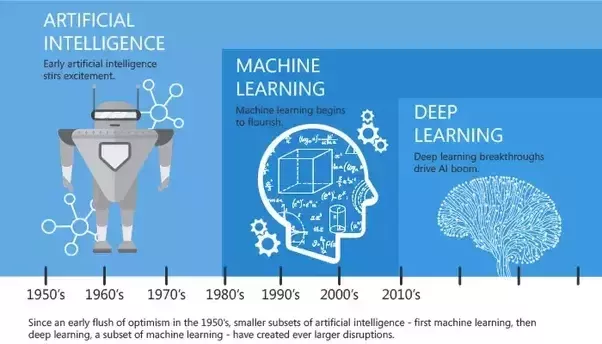 ARTIFICIAL
INTELLIGENCE
Early artificial intelligence
stirs excitement.
MACHINE
LEARNING
Machine learning begins
to flourish.
DEEP
LEARNING
Deep learning breakthroughs
drive AI boom.
1950's 1960's 1970's 1980's 1990's 2000's 2010's
Since an early flush of optimism in the 1950's, smaller subsets of artificial intelligence - first machine learning, then
deep learning, a subset of machine learning - have created ever larger disruptions.